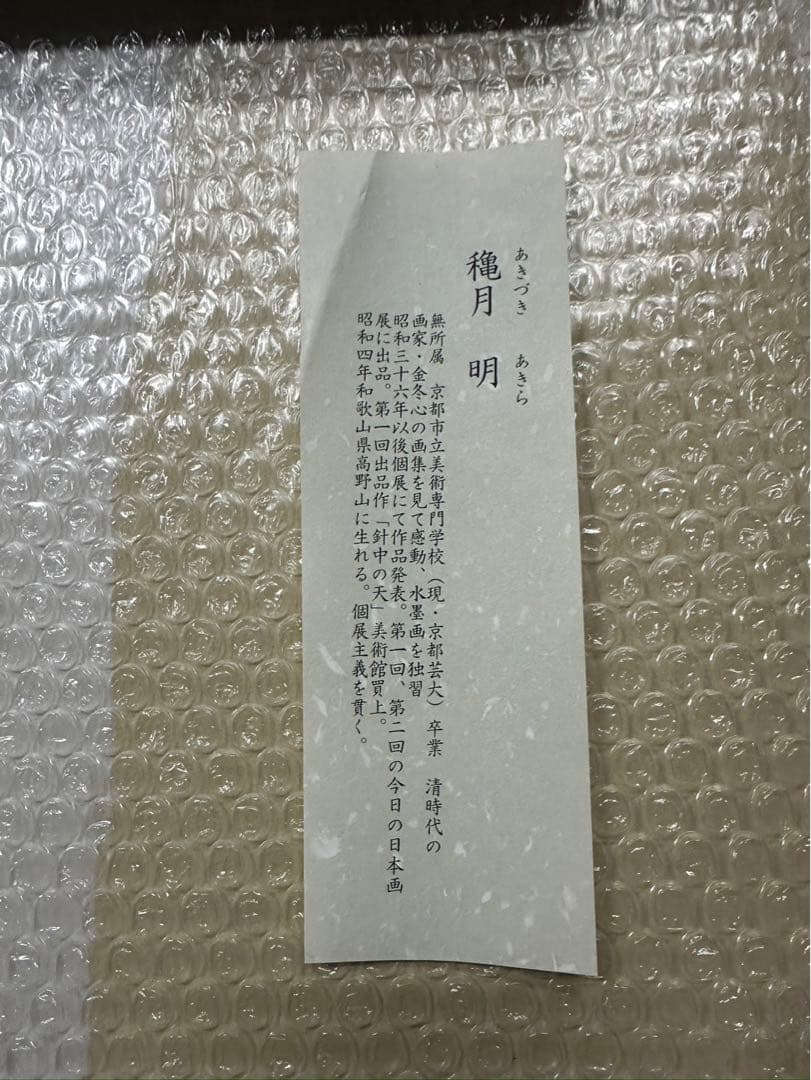 あきづき　あきら
穐月　明
無所属　京都市立美術専門学校（現・京都芸大）卒業　清時代の
画家・金冬心の画集を見て感動、水墨画を独習
昭和三十六年以後個展にて作品発表。第一回、第二回の今日の日本画
展に出品。第一回出品作「針中の天」美術館買上。
昭和四年和歌山県高野山に生れる。個展主義を貫く。